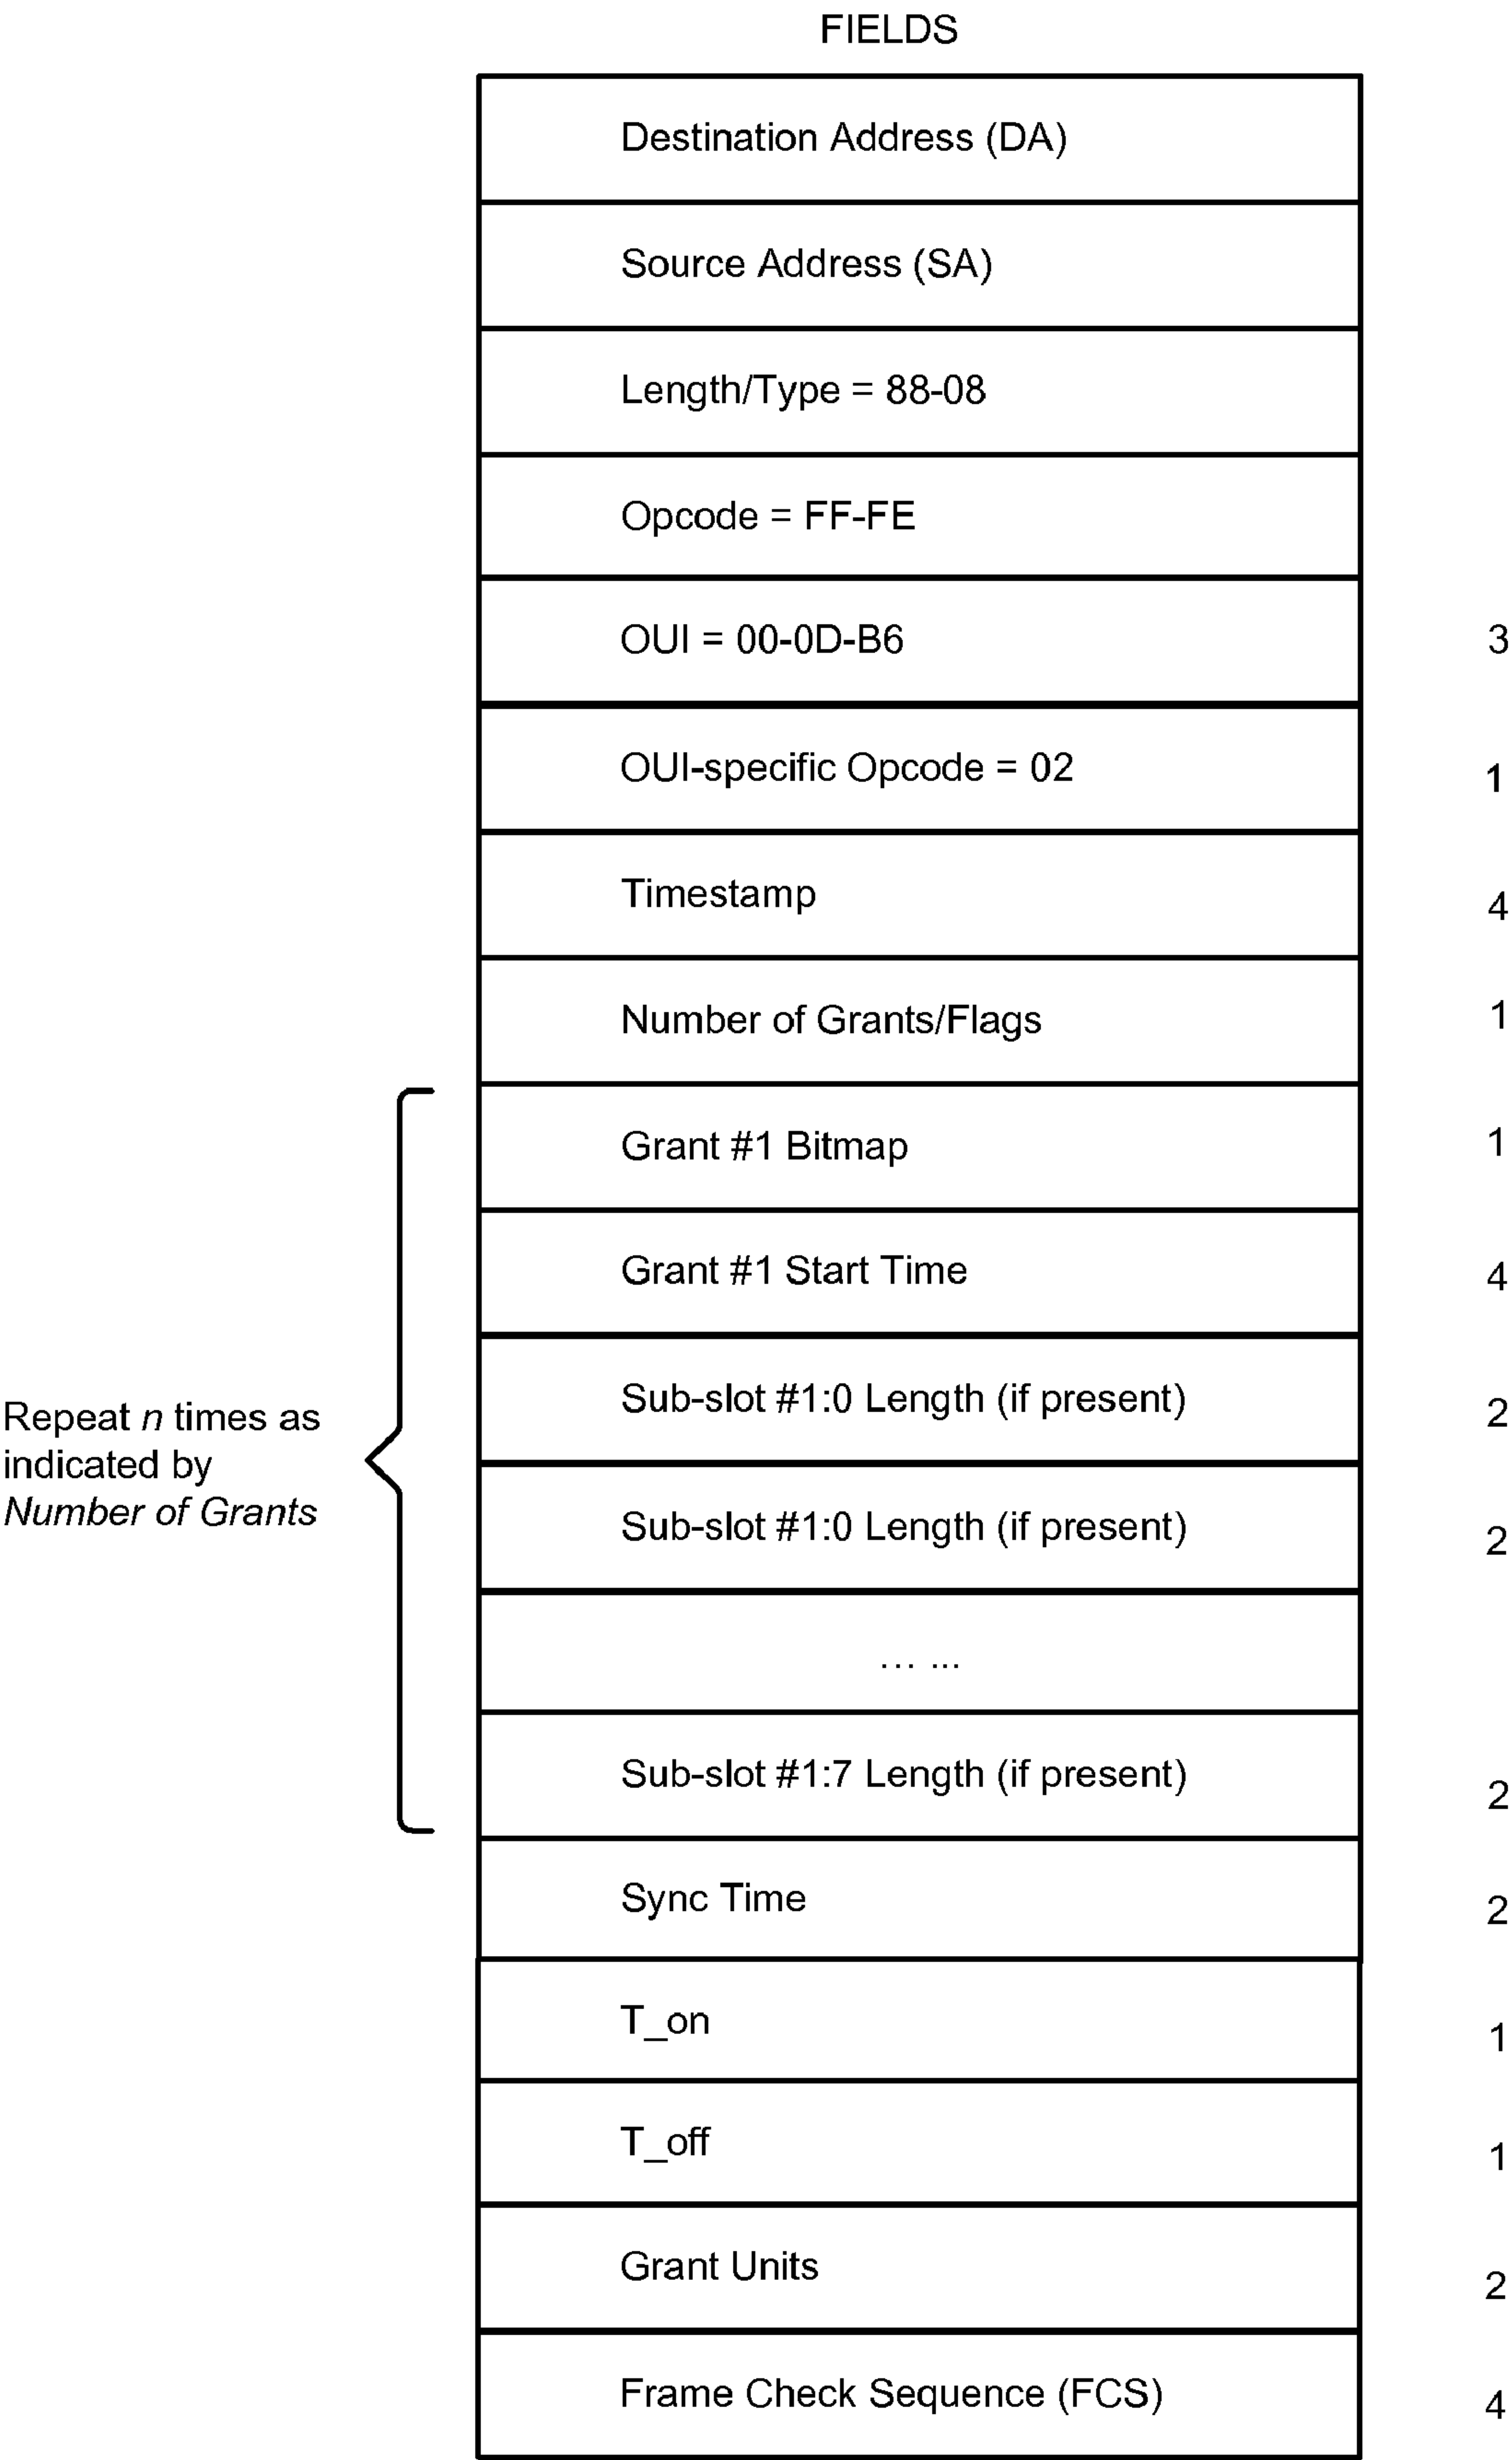 FIELDS
Destination Address (DA)
Source Address (SA)
Length/Type = 88-08
Opcode = FF-FE
OUI = 00-0D-B6 3
OUI-specific Opcode = 02 1
Timestamp 4
Number of Grants/Flags 1
Grant #1 Bitmap 1
Grant #1 Start Time 4
Sub-slot #1:0 Length (if present) 2
Repeat n times as
indicated by
Number of Grants
Sub-slot #1:0 Length (if present) 2
... ...
Sub-slot #1:7 Length (if present) 2
Sync Time 2
T_on 1
T_off 1
Grant Units 2
Frame Check Sequence (FCS) 4